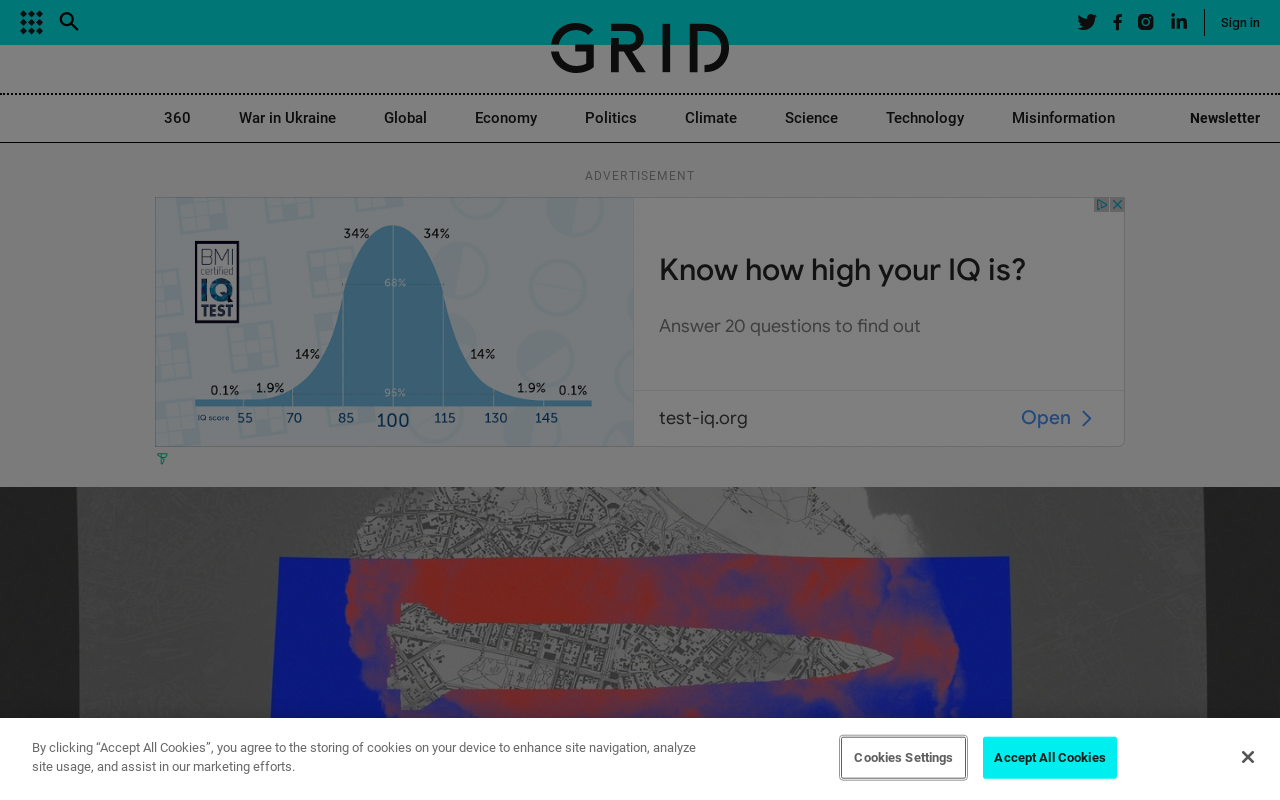 GRID
Sign in
360
War in Ukraine
Global
Economy
Politics
Climate
Science
Technology
Misinformation
Newsletter
ADVERTISEMENT
BMI
certified
IQ
TEST
34%
34%
68%
14%
14%
95%
0.1%
1.9%
1.9%
0.1%
IQ score
55
70
85
100
115
130
145
Know how high your IQ is?
Answer 20 questions to find out
test-iq.org
Open
By clicking “Accept All Cookies”, you agree to the storing of cookies on your device to enhance site navigation, analyze
site usage, and assist in our marketing efforts.
Cookies Settings
Accept All Cookies